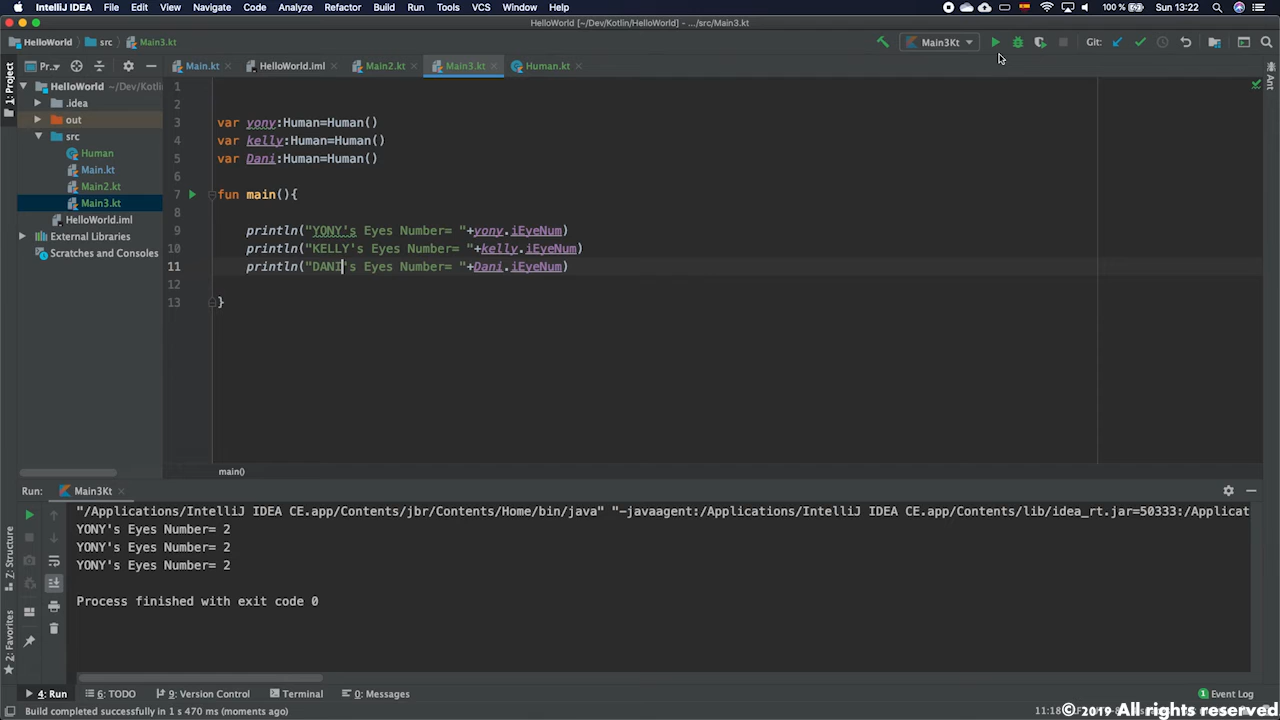 IntelliJ IDEA File Edit View Navigate Code Analyze Refactor Build Run Tools VCS Window Help 100 % Sun 13:22
HelloWorld [~/Dev/Kotlin/HelloWorld] - .../src/Main3.kt
HelloWorld src Main3.kt Main3Kt Git:
1: Project
Pr... Main.kt HelloWorld.iml Main2.kt Main3.kt Human.kt
Ant
HelloWorld ~/Dev/Kotlin
.idea
out
src
Human
Main.kt
Main2.kt
Main3.kt
HelloWorld.iml
External Libraries
Scratches and Consoles
1
2
3 var yony:Human=Human()
4 var kelly:Human=Human()
5 var Dani:Human=Human()
6
7 fun main(){
8
9 println("YONY's Eyes Number= "+yony.iEyeNum)
10 println("KELLY's Eyes Number= "+kelly.iEyeNum)
11 println("DANI's Eyes Number= "+Dani.iEyeNum)
12
13 }
main()
Run: Main3Kt
"/Applications/IntelliJ IDEA CE.app/Contents/jbr/Contents/Home/bin/java" "-javaagent:/Applications/IntelliJ IDEA CE.app/Contents/lib/idea_rt.jar=50333:/Applicat
YONY's Eyes Number= 2
YONY's Eyes Number= 2
YONY's Eyes Number= 2
Process finished with exit code 0
Z: Structure
2: Favorites
4: Run 6: TODO 9: Version Control Terminal 0: Messages Event Log
Build completed successfully in 1 s 470 ms (moments ago) 11:18
© 2019 All rights reserved